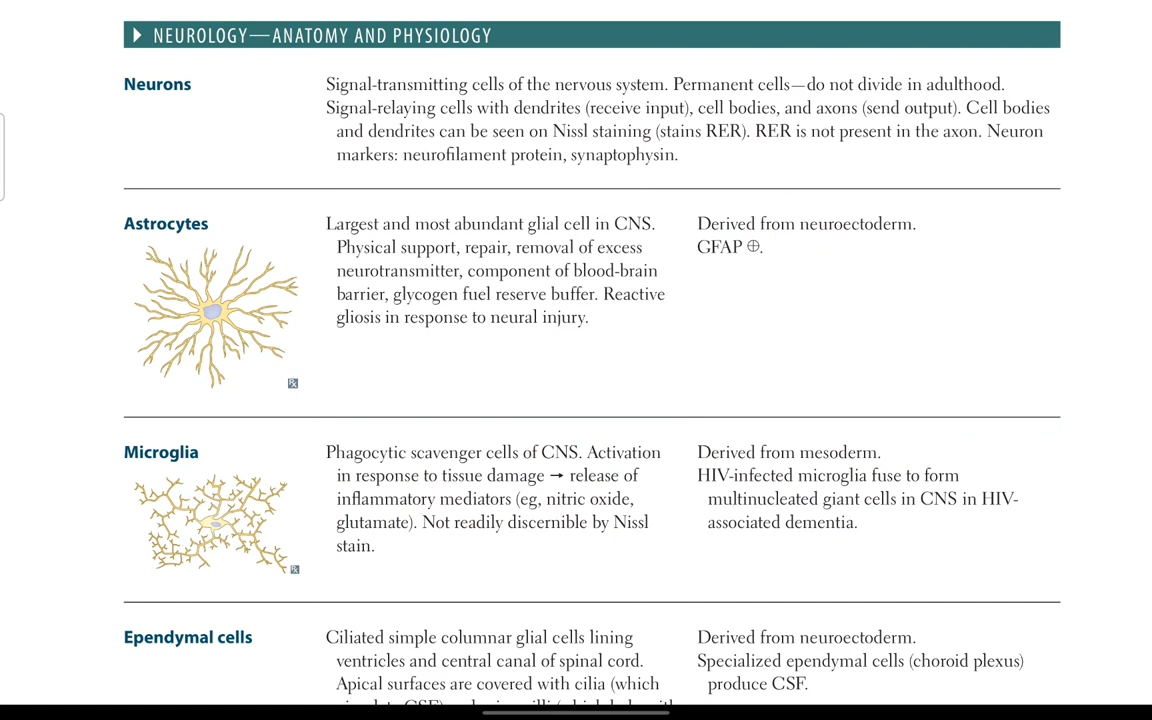 NEUROLOGY—ANATOMY AND PHYSIOLOGY
Neurons
Signal-transmitting cells of the nervous system. Permanent cells—do not divide in adulthood.
Signal-relaying cells with dendrites (receive input), cell bodies, and axons (send output). Cell bodies
and dendrites can be seen on Nissl staining (stains RER). RER is not present in the axon. Neuron
markers: neurofilament protein, synaptophysin.
Astrocytes
Largest and most abundant glial cell in CNS.
Physical support, repair, removal of excess
neurotransmitter, component of blood-brain
barrier, glycogen fuel reserve buffer. Reactive
gliosis in response to neural injury.
Derived from neuroectoderm.
GFAP ⊕.
Rx
Microglia
Phagocytic scavenger cells of CNS. Activation
in response to tissue damage → release of
inflammatory mediators (eg, nitric oxide,
glutamate). Not readily discernible by Nissl
stain.
Derived from mesoderm.
HIV-infected microglia fuse to form
multinucleated giant cells in CNS in HIV-
associated dementia.
Rx
Ependymal cells
Ciliated simple columnar glial cells lining
ventricles and central canal of spinal cord.
Apical surfaces are covered with cilia (which
Derived from neuroectoderm.
Specialized ependymal cells (choroid plexus)
produce CSF.